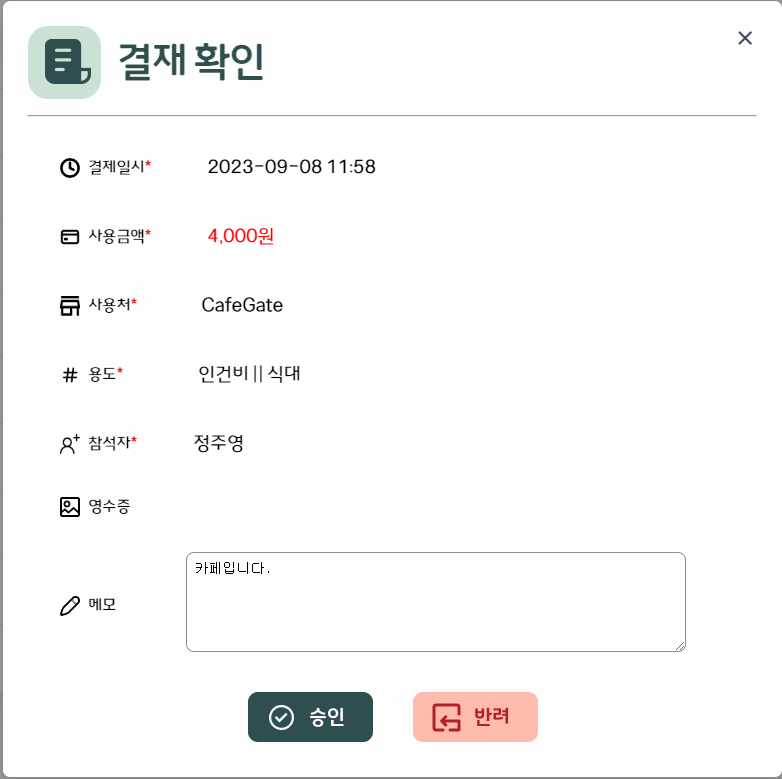 결재 확인
결제일시* 2023-09-08 11:58
사용금액* 4,000원
사용처* CafeGate
용도* 인건비 || 식대
참석자* 정주영
영수증
메모 카페입니다.
승인 반려